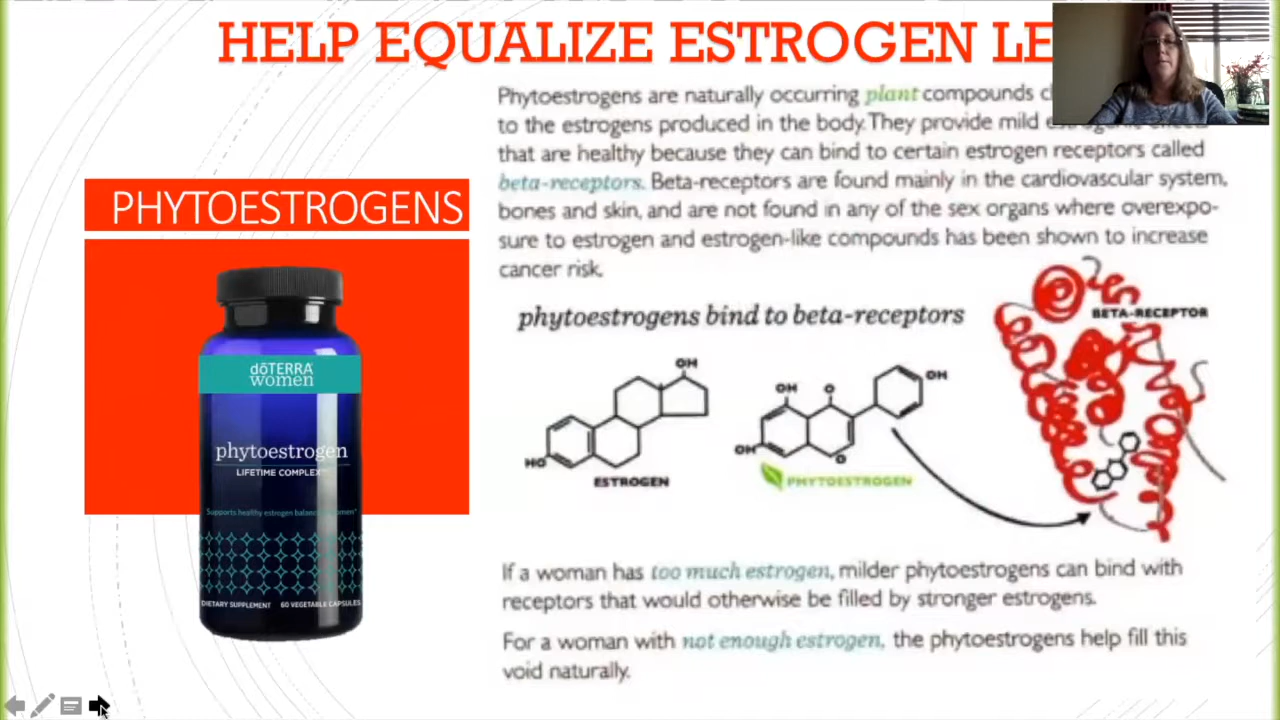 HELP EQUALIZE ESTROGEN LE
PHYTOESTROGENS
dōTERRA
women
phytoestrogen
LIFETIME COMPLEX™
Supports healthy estrogen
DIETARY SUPPLEMENT 60 VEGETABLE CAPSULES
Phytoestrogens are naturally occurring plant compounds
to the estrogens produced in the body. They provide mild
that are healthy because they can bind to certain estrogen receptors called
beta-receptors. Beta-receptors are found mainly in the cardiovascular system,
bones and skin, and are not found in any of the sex organs where overexpo-
sure to estrogen and estrogen-like compounds has been shown to increase
cancer risk.
phytoestrogens bind to beta-receptors
BETA-RECEPTOR
OH
HO
ESTROGEN
OH
O
OH
OH
O
PHYTOESTROGEN
If a woman has too much estrogen, milder phytoestrogens can bind with
receptors that would otherwise be filled by stronger estrogens.
For a woman with not enough estrogen, the phytoestrogens help fill this
void naturally.